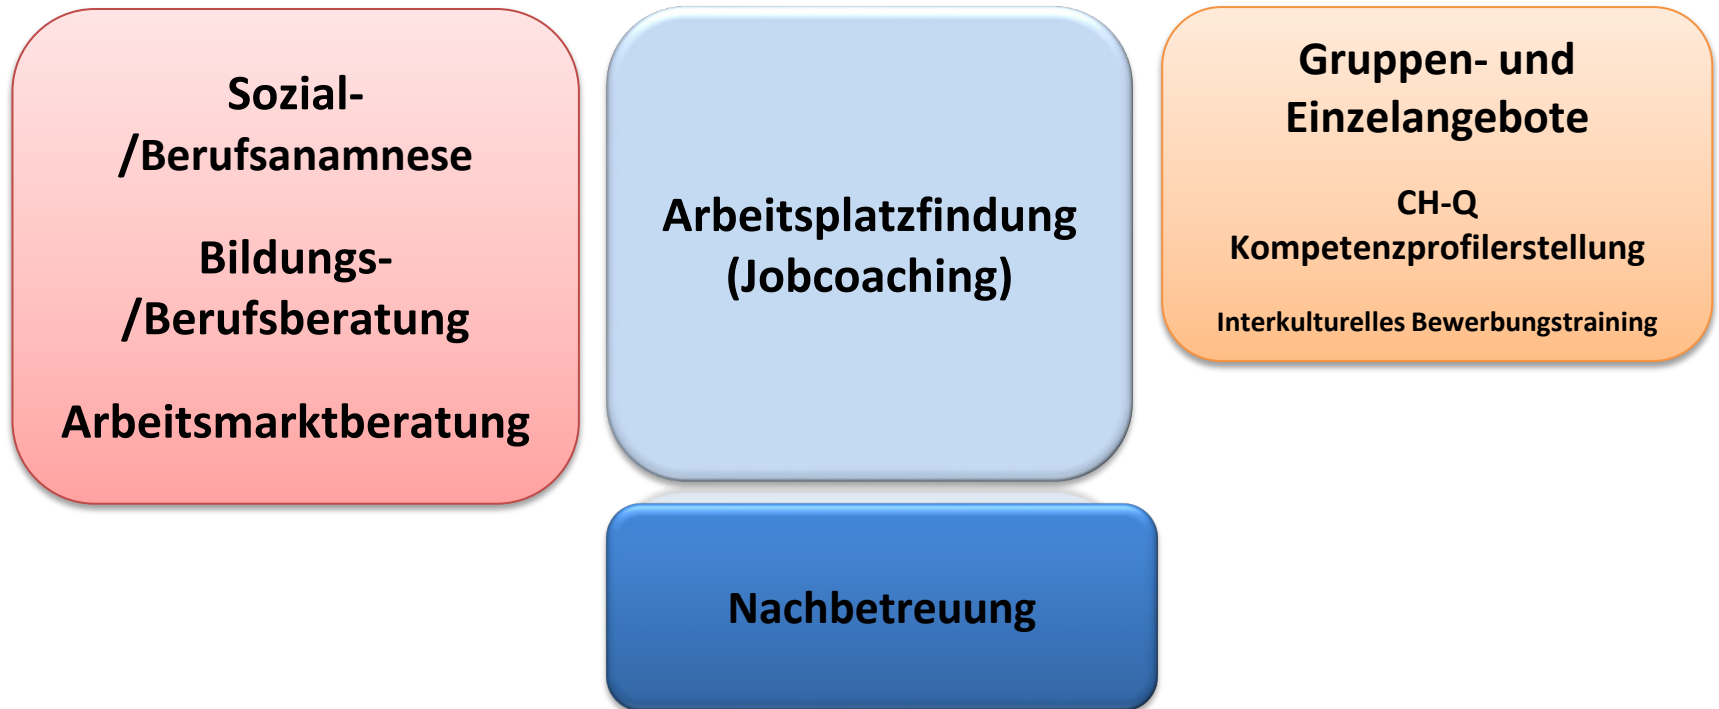 Sozial-
/Berufsanamnese
Bildungs-
/Berufsberatung
Arbeitsmarktberatung
Arbeitsplatzfindung
(Jobcoaching)
Gruppen- und
Einzelangebote
CH-Q
Kompetenzprofilerstellung
Interkulturelles Bewerbungstraining
Nachbetreuung